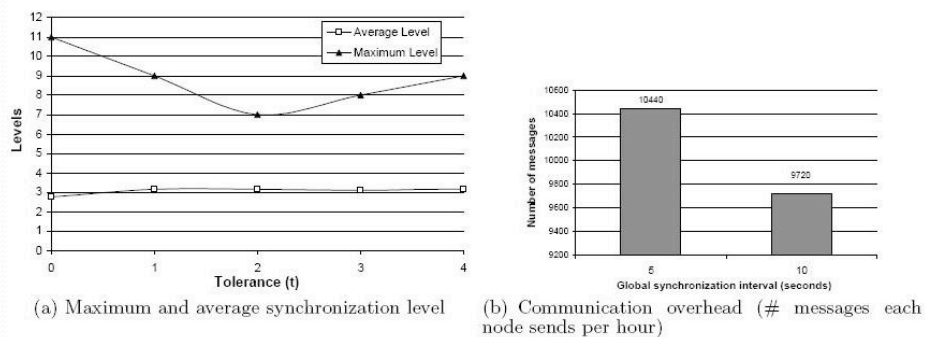 12
11
10
9
8
7
6
5
4
3
2
1
0
Levels
Average Level
Maximum Level
0 1 2 3 4
Tolerance (t)
(a) Maximum and average synchronization level
10600
10400
10200
10000
9800
9600
9400
9200
Number of messages
10440
9720
5 10
Global synchronization interval (seconds)
(b) Communication overhead (# messages each
node sends per hour)